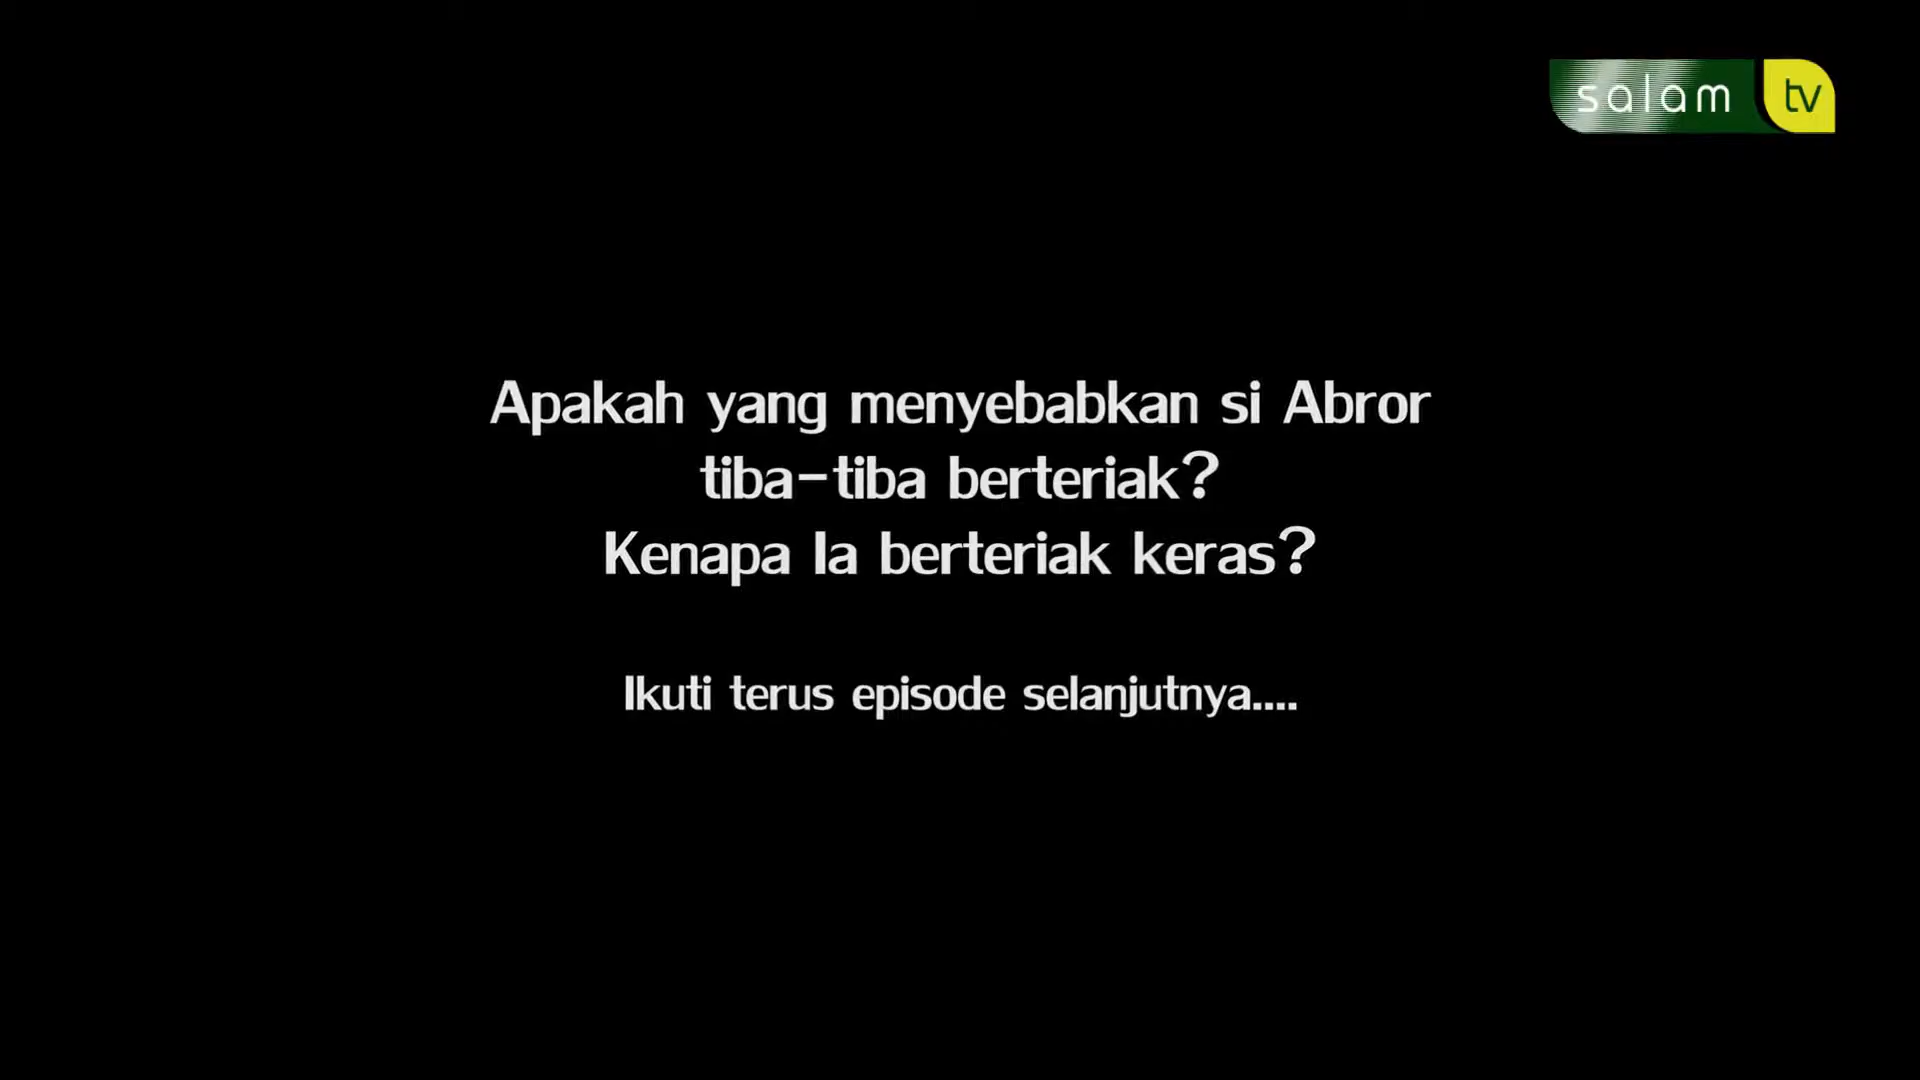 salam tv
Apakah yang menyebabkan si Abror
tiba-tiba berteriak?
Kenapa Ia berteriak keras?
Ikuti terus episode selanjutnya....